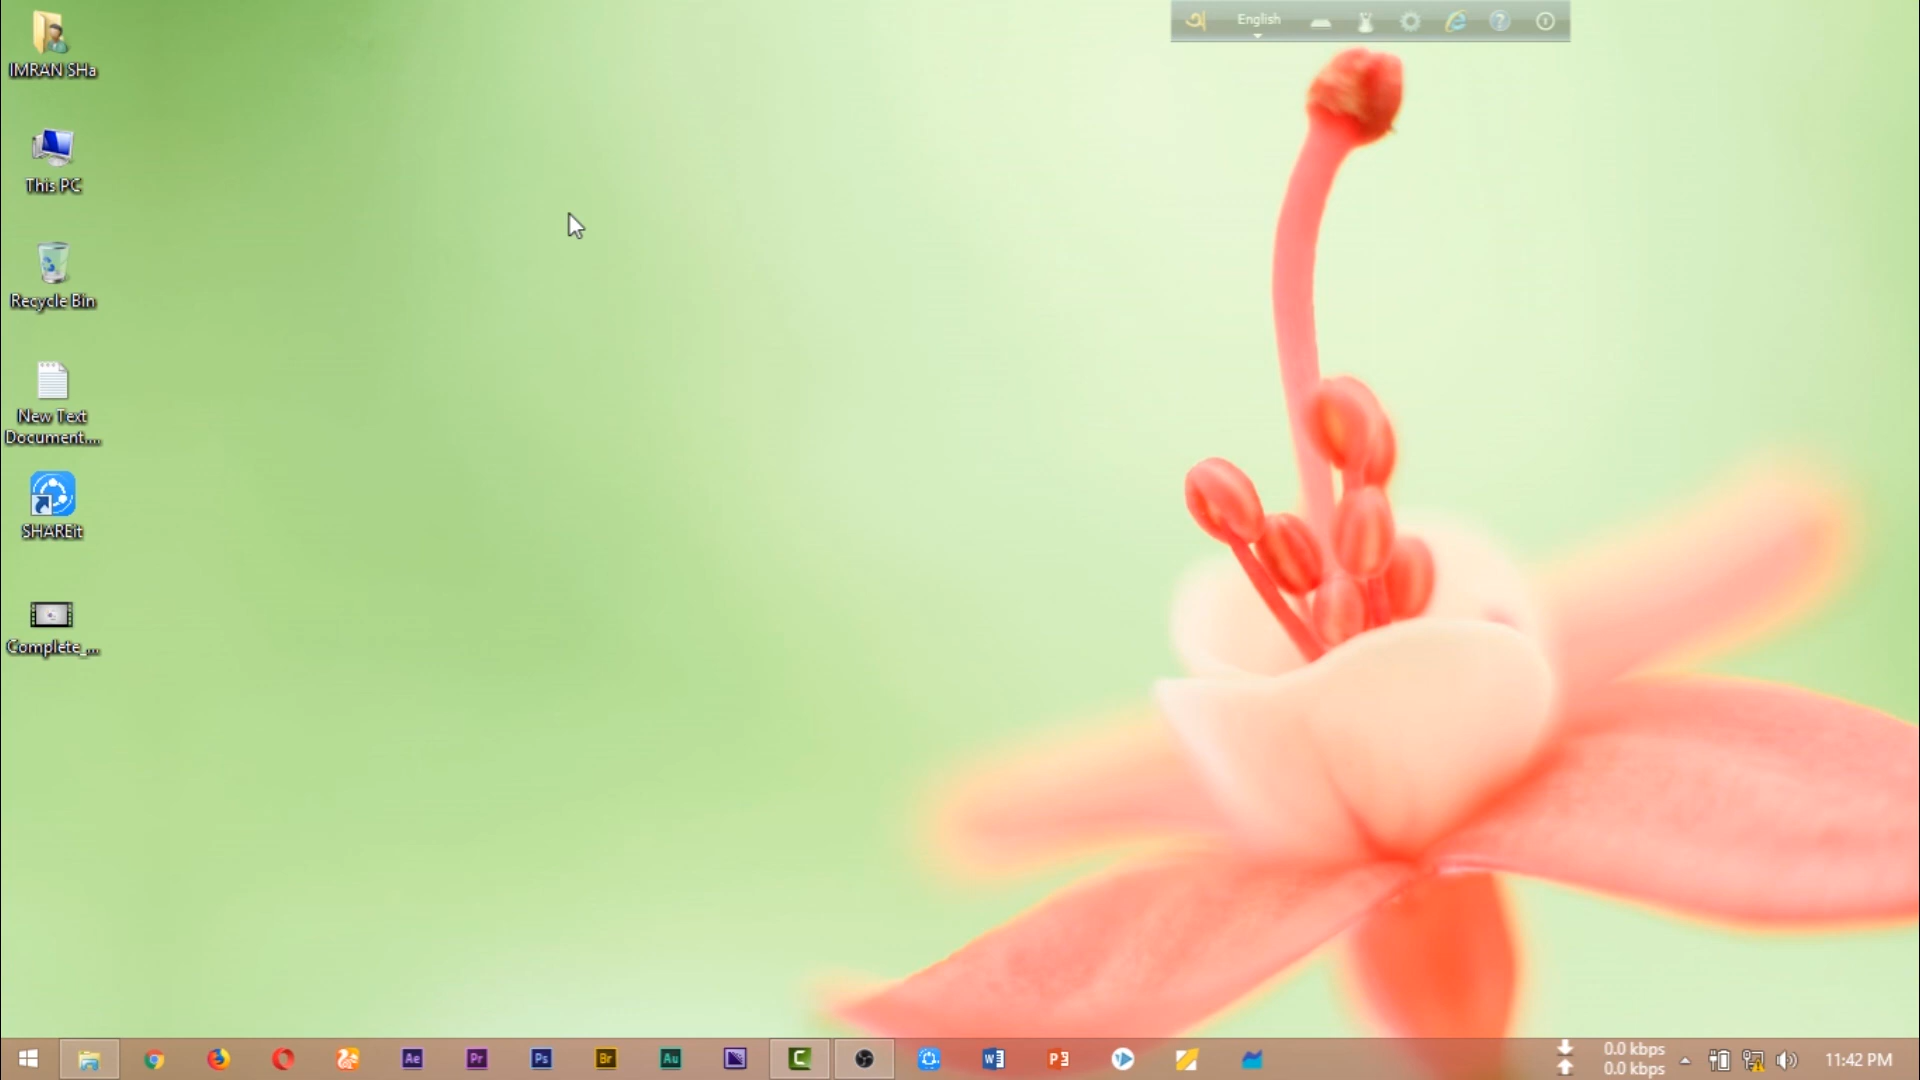 অ English
IMRAN SHa
This PC
Recycle Bin
New Text
Document....
SHAREit
Complete_...
Ae Pr Ps Br Au
0.0 kbps
0.0 kbps
11:42 PM